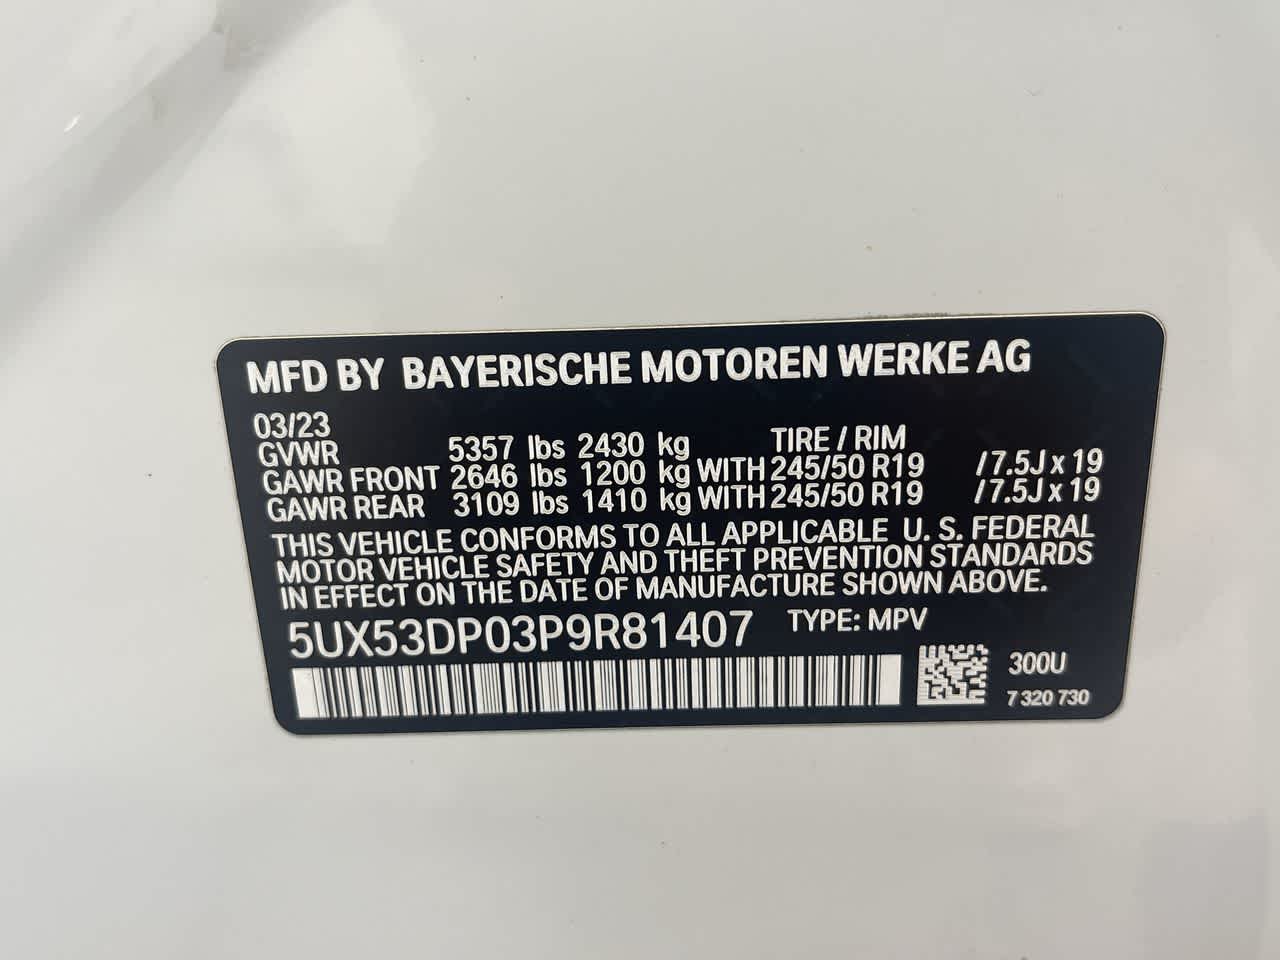 MFD BY BAYERISCHE MOTOREN WERKE AG
03/23
GVWR 5357 lbs 2430 kg TIRE / RIM
GAWR FRONT 2646 lbs 1200 kg WITH 245/50 R19 / 7.5J x 19
GAWR REAR 3109 lbs 1410 kg WITH 245/50 R19 / 7.5J x 19
THIS VEHICLE CONFORMS TO ALL APPLICABLE U. S. FEDERAL
MOTOR VEHICLE SAFETY AND THEFT PREVENTION STANDARDS
IN EFFECT ON THE DATE OF MANUFACTURE SHOWN ABOVE.
5UX53DP03P9R81407 TYPE: MPV
300U
7 320 730